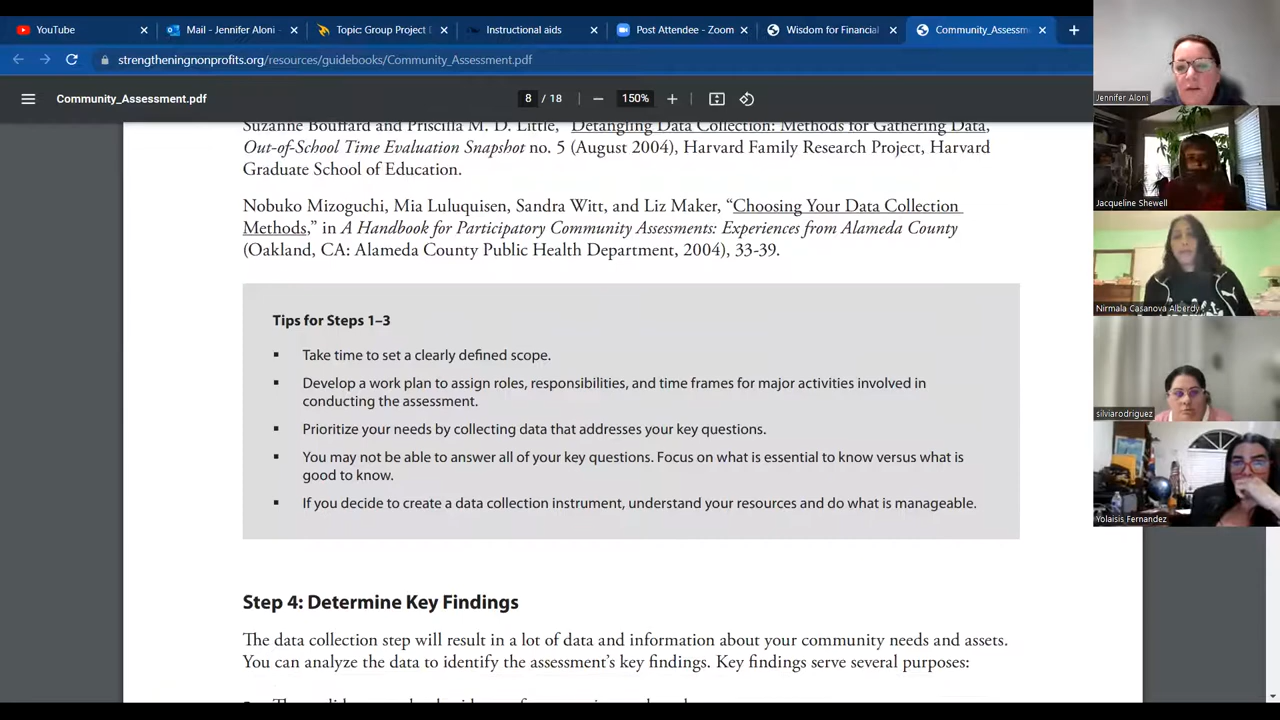 YouTube
Mail - Jennifer Aloni -
Topic: Group Project D
Instructional aids
Post Attendee - Zoom
Wisdom for Financial
Community_Assessm
strengtheningnonprofits.org/resources/guidebooks/Community_Assessment.pdf
Community_Assessment.pdf
8 / 18
150%
Suzanne Bouffard and Priscilla M. D. Little, "Detangling Data Collection: Methods for Gathering Data,
Out-of-School Time Evaluation Snapshot no. 5 (August 2004), Harvard Family Research Project, Harvard
Graduate School of Education.
Nobuko Mizoguchi, Mia Luluquisen, Sandra Witt, and Liz Maker, “Choosing Your Data Collection
Methods,” in A Handbook for Participatory Community Assessments: Experiences from Alameda County
(Oakland, CA: Alameda County Public Health Department, 2004), 33-39.
Tips for Steps 1–3
▪ Take time to set a clearly defined scope.
▪ Develop a work plan to assign roles, responsibilities, and time frames for major activities involved in
conducting the assessment.
▪ Prioritize your needs by collecting data that addresses your key questions.
▪ You may not be able to answer all of your key questions. Focus on what is essential to know versus what is
good to know.
▪ If you decide to create a data collection instrument, understand your resources and do what is manageable.
Step 4: Determine Key Findings
The data collection step will result in a lot of data and information about your community needs and assets.
You can analyze the data to identify the assessment’s key findings. Key findings serve several purposes:
Jennifer Aloni
Jacqueline Shewell
Nirmala Casanova Alberdy
silviarodriguez
Yolaisis Fernandez